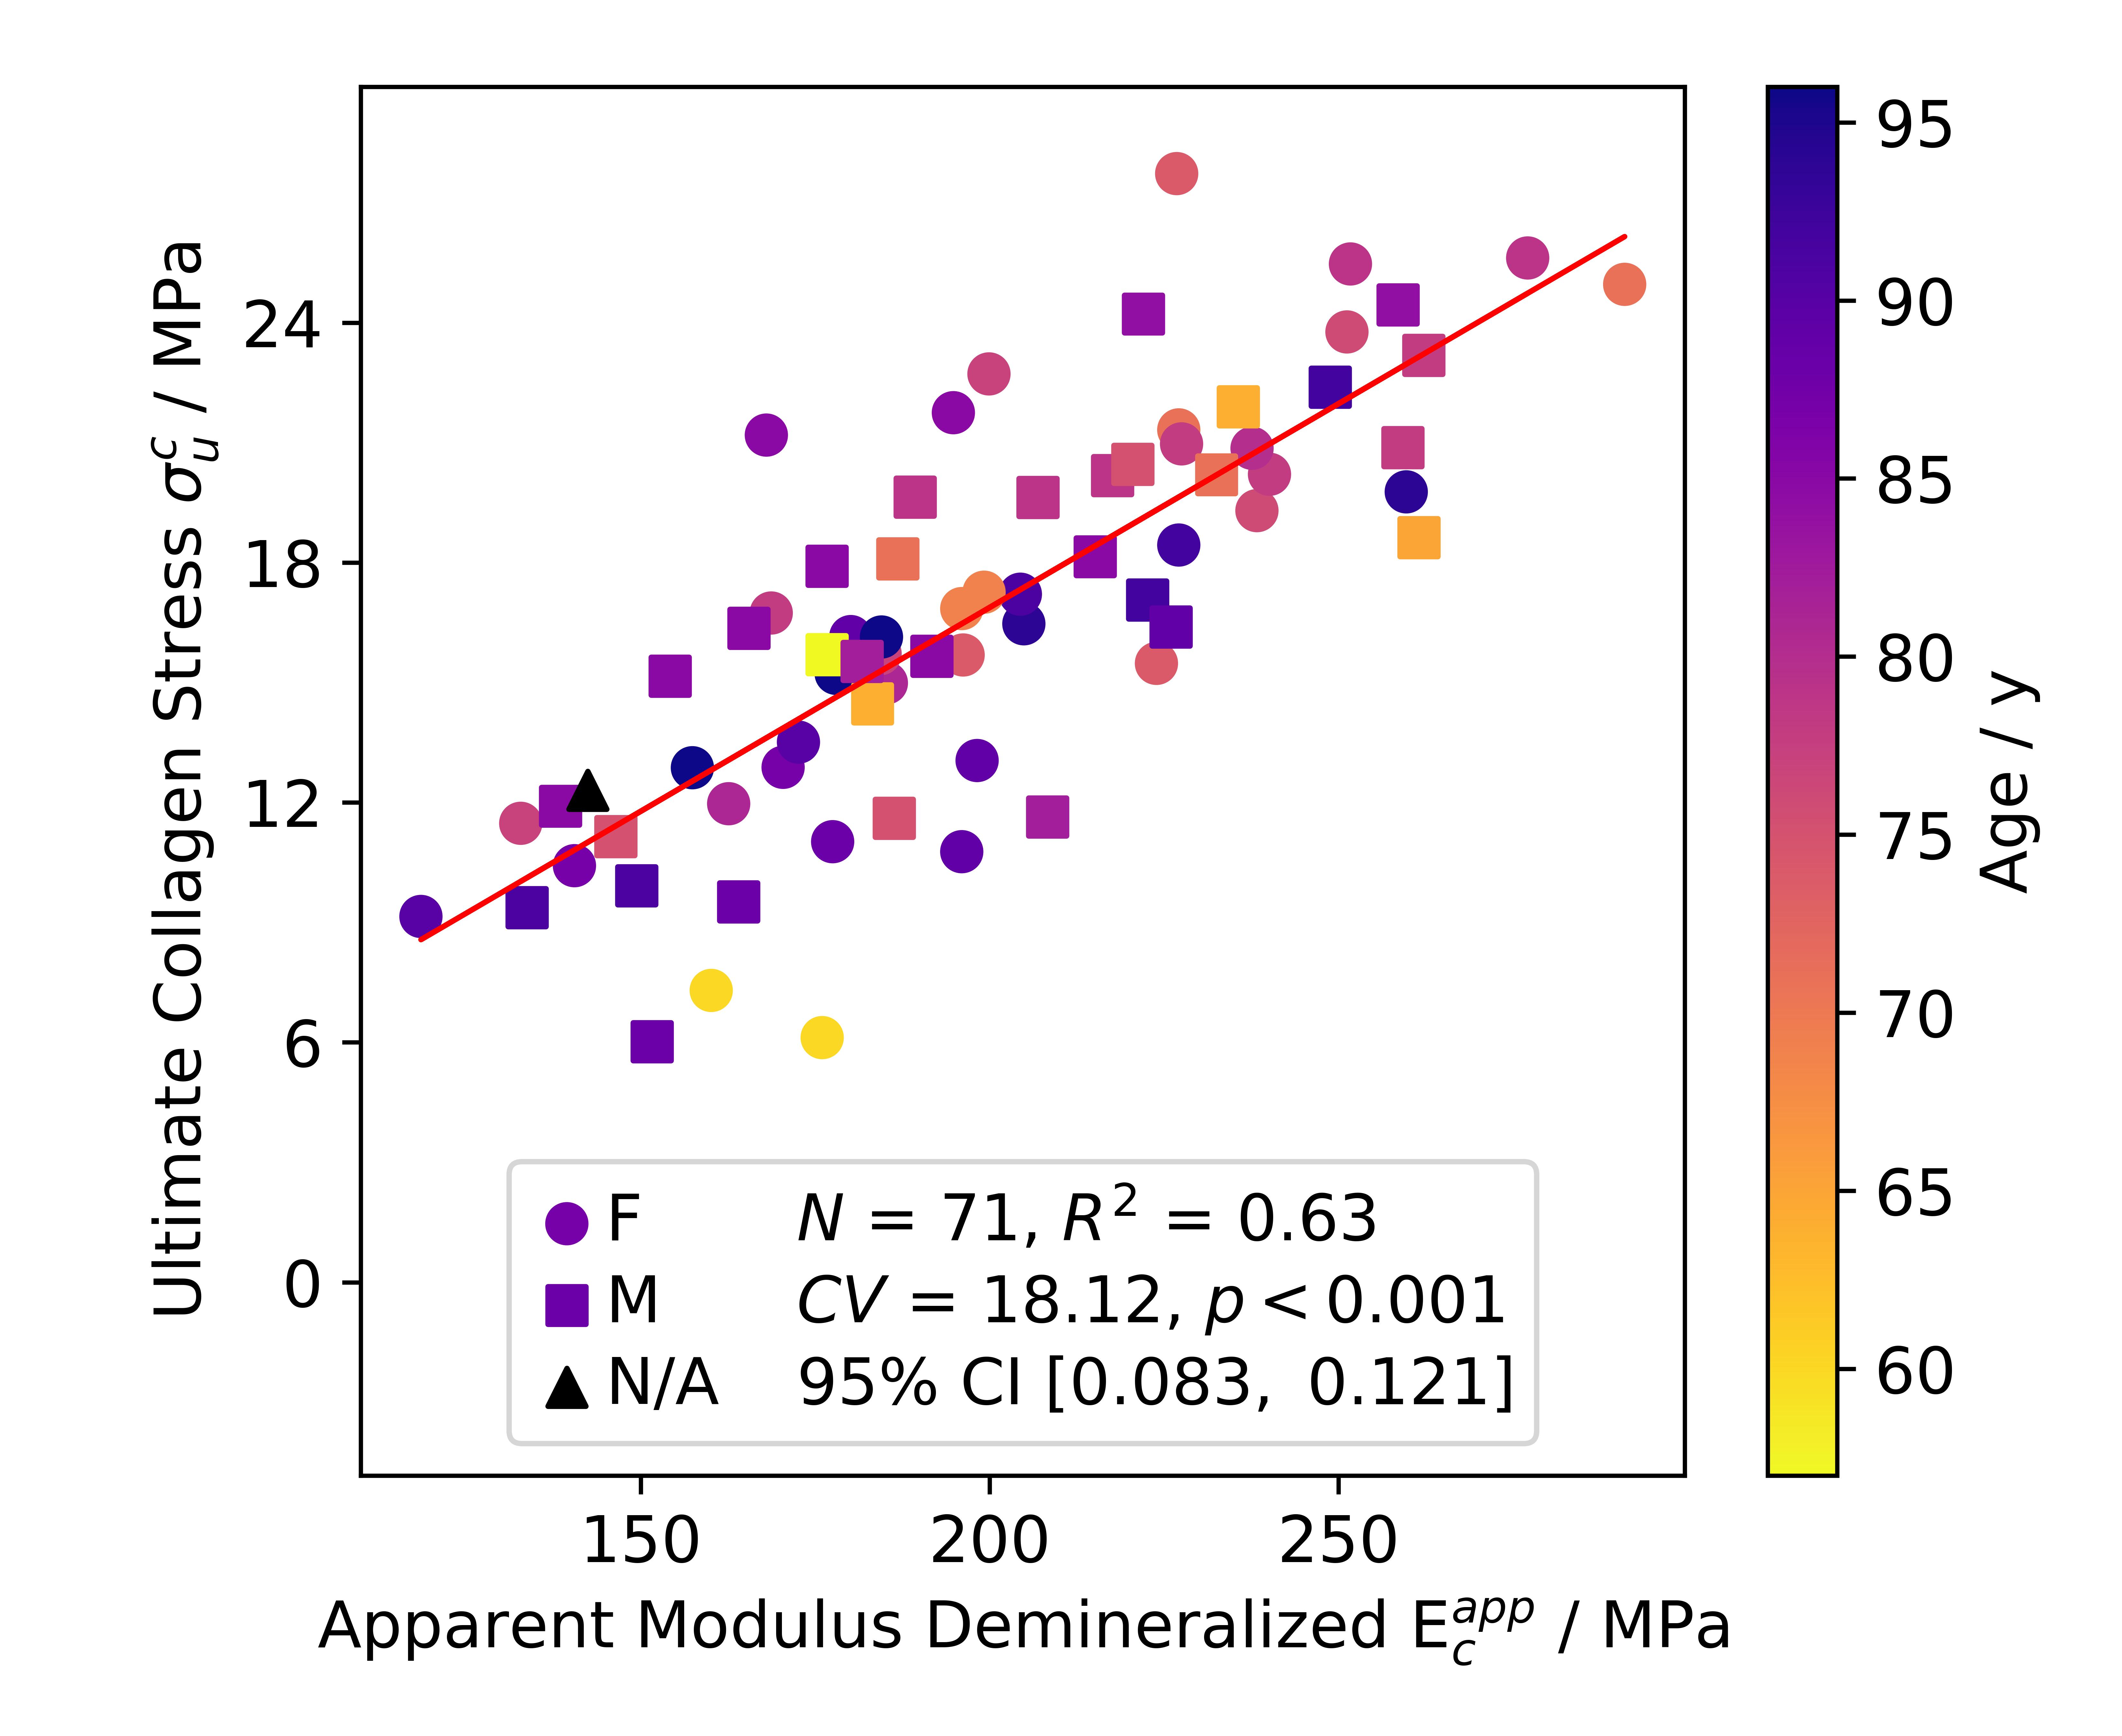 Ultimate Collagen Stress σ_u^c / MPa
24
18
12
6
0
F N = 71, R² = 0.63
M CV = 18.12, p < 0.001
N/A 95% CI [0.083, 0.121]
150 200 250
Apparent Modulus Demineralized E_c^app / MPa
95
90
85
80
75
70
65
60
Age / y